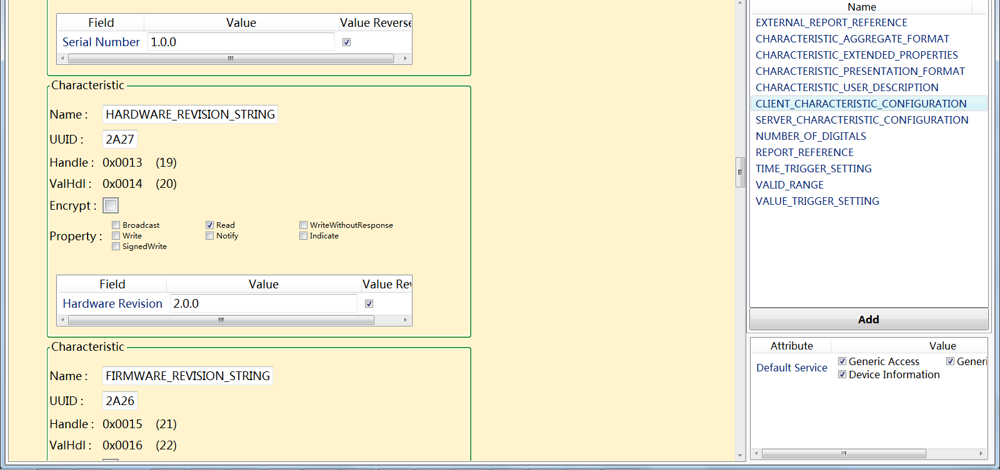 Field Value Value Reverse
Serial Number 1.0.0
Characteristic
Name : HARDWARE_REVISION_STRING
UUID : 2A27
Handle : 0x0013 (19)
ValHdl : 0x0014 (20)
Encrypt :
Property :
Broadcast Read WriteWithoutResponse
Write Notify Indicate
SignedWrite
Field Value Value Rev
Hardware Revision 2.0.0
Characteristic
Name : FIRMWARE_REVISION_STRING
UUID : 2A26
Handle : 0x0015 (21)
ValHdl : 0x0016 (22)
Name
EXTERNAL_REPORT_REFERENCE
CHARACTERISTIC_AGGREGATE_FORMAT
CHARACTERISTIC_EXTENDED_PROPERTIES
CHARACTERISTIC_PRESENTATION_FORMAT
CHARACTERISTIC_USER_DESCRIPTION
CLIENT_CHARACTERISTIC_CONFIGURATION
SERVER_CHARACTERISTIC_CONFIGURATION
NUMBER_OF_DIGITALS
REPORT_REFERENCE
TIME_TRIGGER_SETTING
VALID_RANGE
VALUE_TRIGGER_SETTING
Add
Attribute Value
Default Service
Generic Access Generi
Device Information